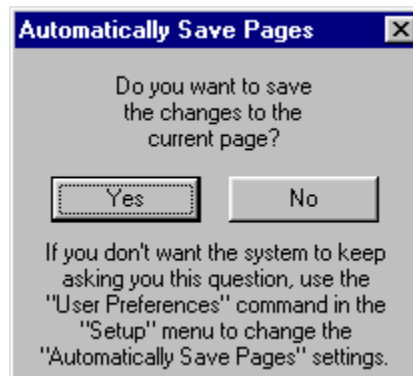 Automatically Save Pages
Do you want to save
the changes to the
current page?
Yes
No
If you don't want the system to keep
asking you this question, use the
"User Preferences" command in the
"Setup" menu to change the
"Automatically Save Pages" settings.